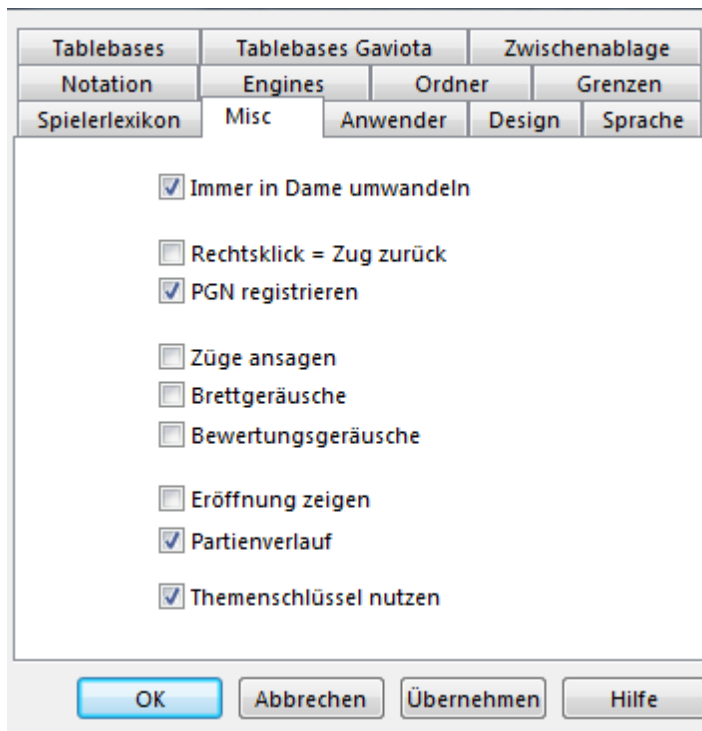 Tablebases Tablebases Gaviota Zwischenablage
Notation Engines Ordner Grenzen
Spielerlexikon Misc Anwender Design Sprache
Immer in Dame umwandeln
Rechtsklick = Zug zurück
PGN registrieren
Züge ansagen
Brettgeräusche
Bewertungsgeräusche
Eröffnung zeigen
Partienverlauf
Themenschlüssel nutzen
OK Abbrechen Übernehmen Hilfe